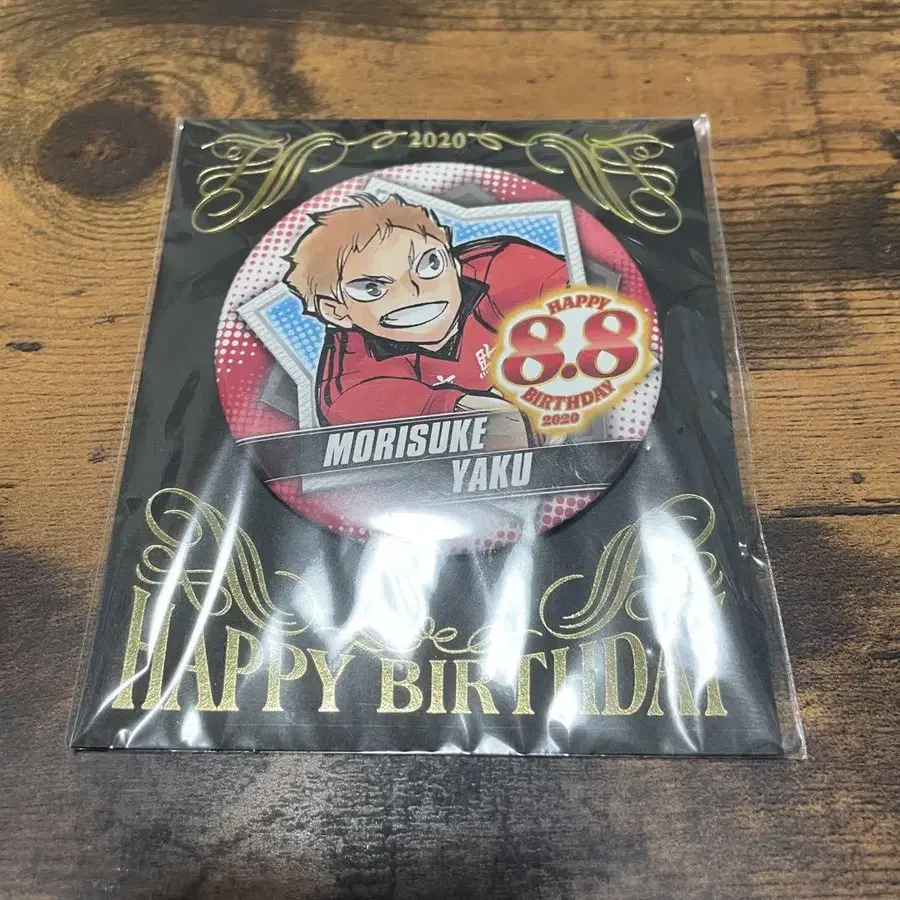 2020
HAPPY
8.8
BIRTHDAY
2020
MORISUKE
YAKU
HAPPY BIRTHDAY